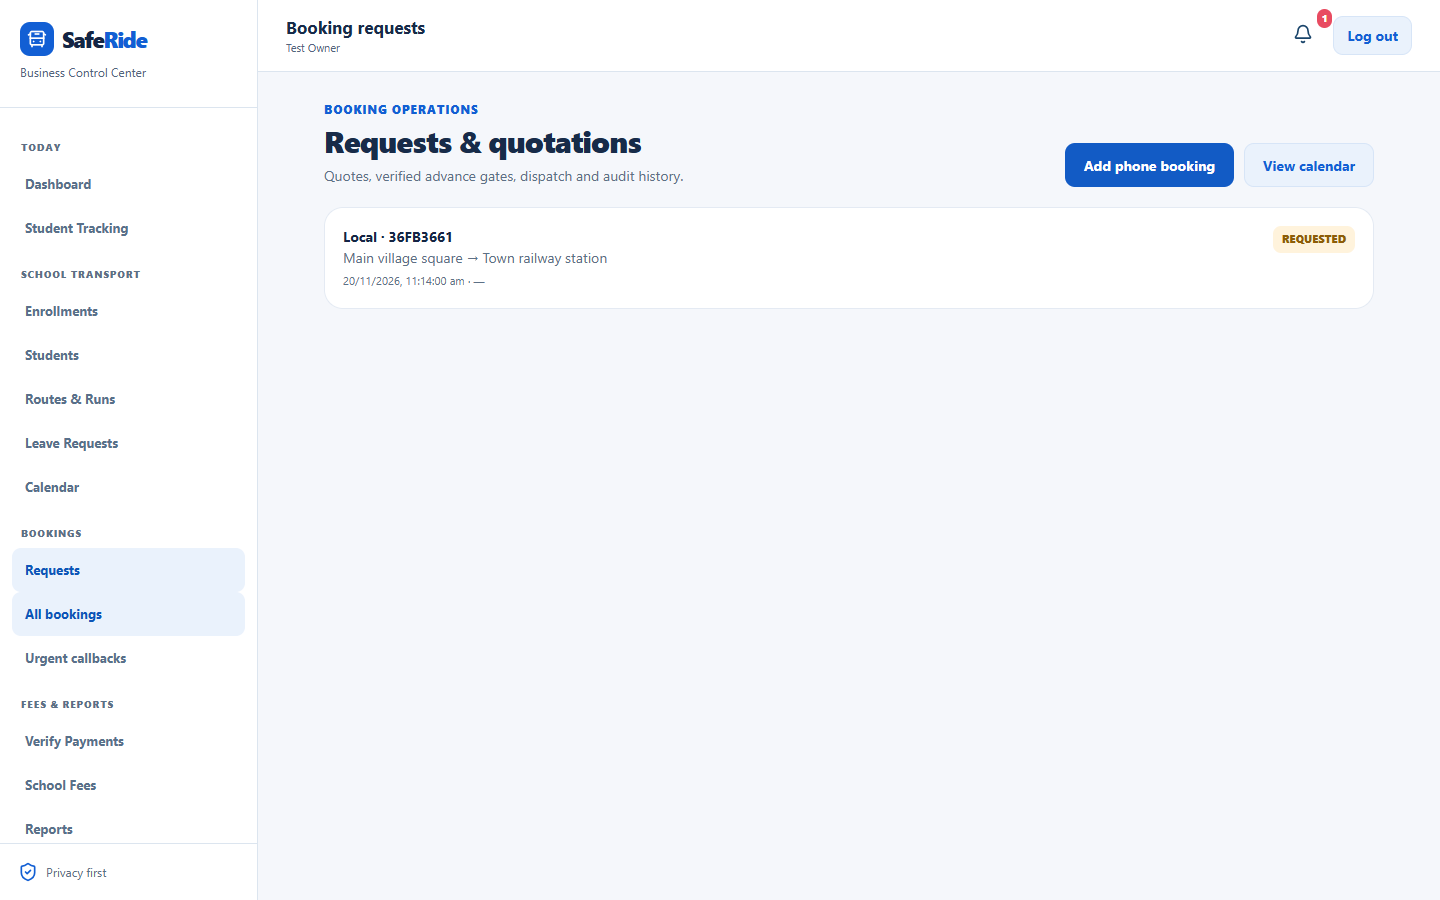 SafeRide
Business Control Center
TODAY
Dashboard
Student Tracking
SCHOOL TRANSPORT
Enrollments
Students
Routes & Runs
Leave Requests
Calendar
BOOKINGS
Requests
All bookings
Urgent callbacks
FEES & REPORTS
Verify Payments
School Fees
Reports
Privacy first
Booking requests
Test Owner
1
Log out
BOOKING OPERATIONS
Requests & quotations
Quotes, verified advance gates, dispatch and audit history.
Add phone booking
View calendar
Local · 36FB3661
REQUESTED
Main village square → Town railway station
20/11/2026, 11:14:00 am · —